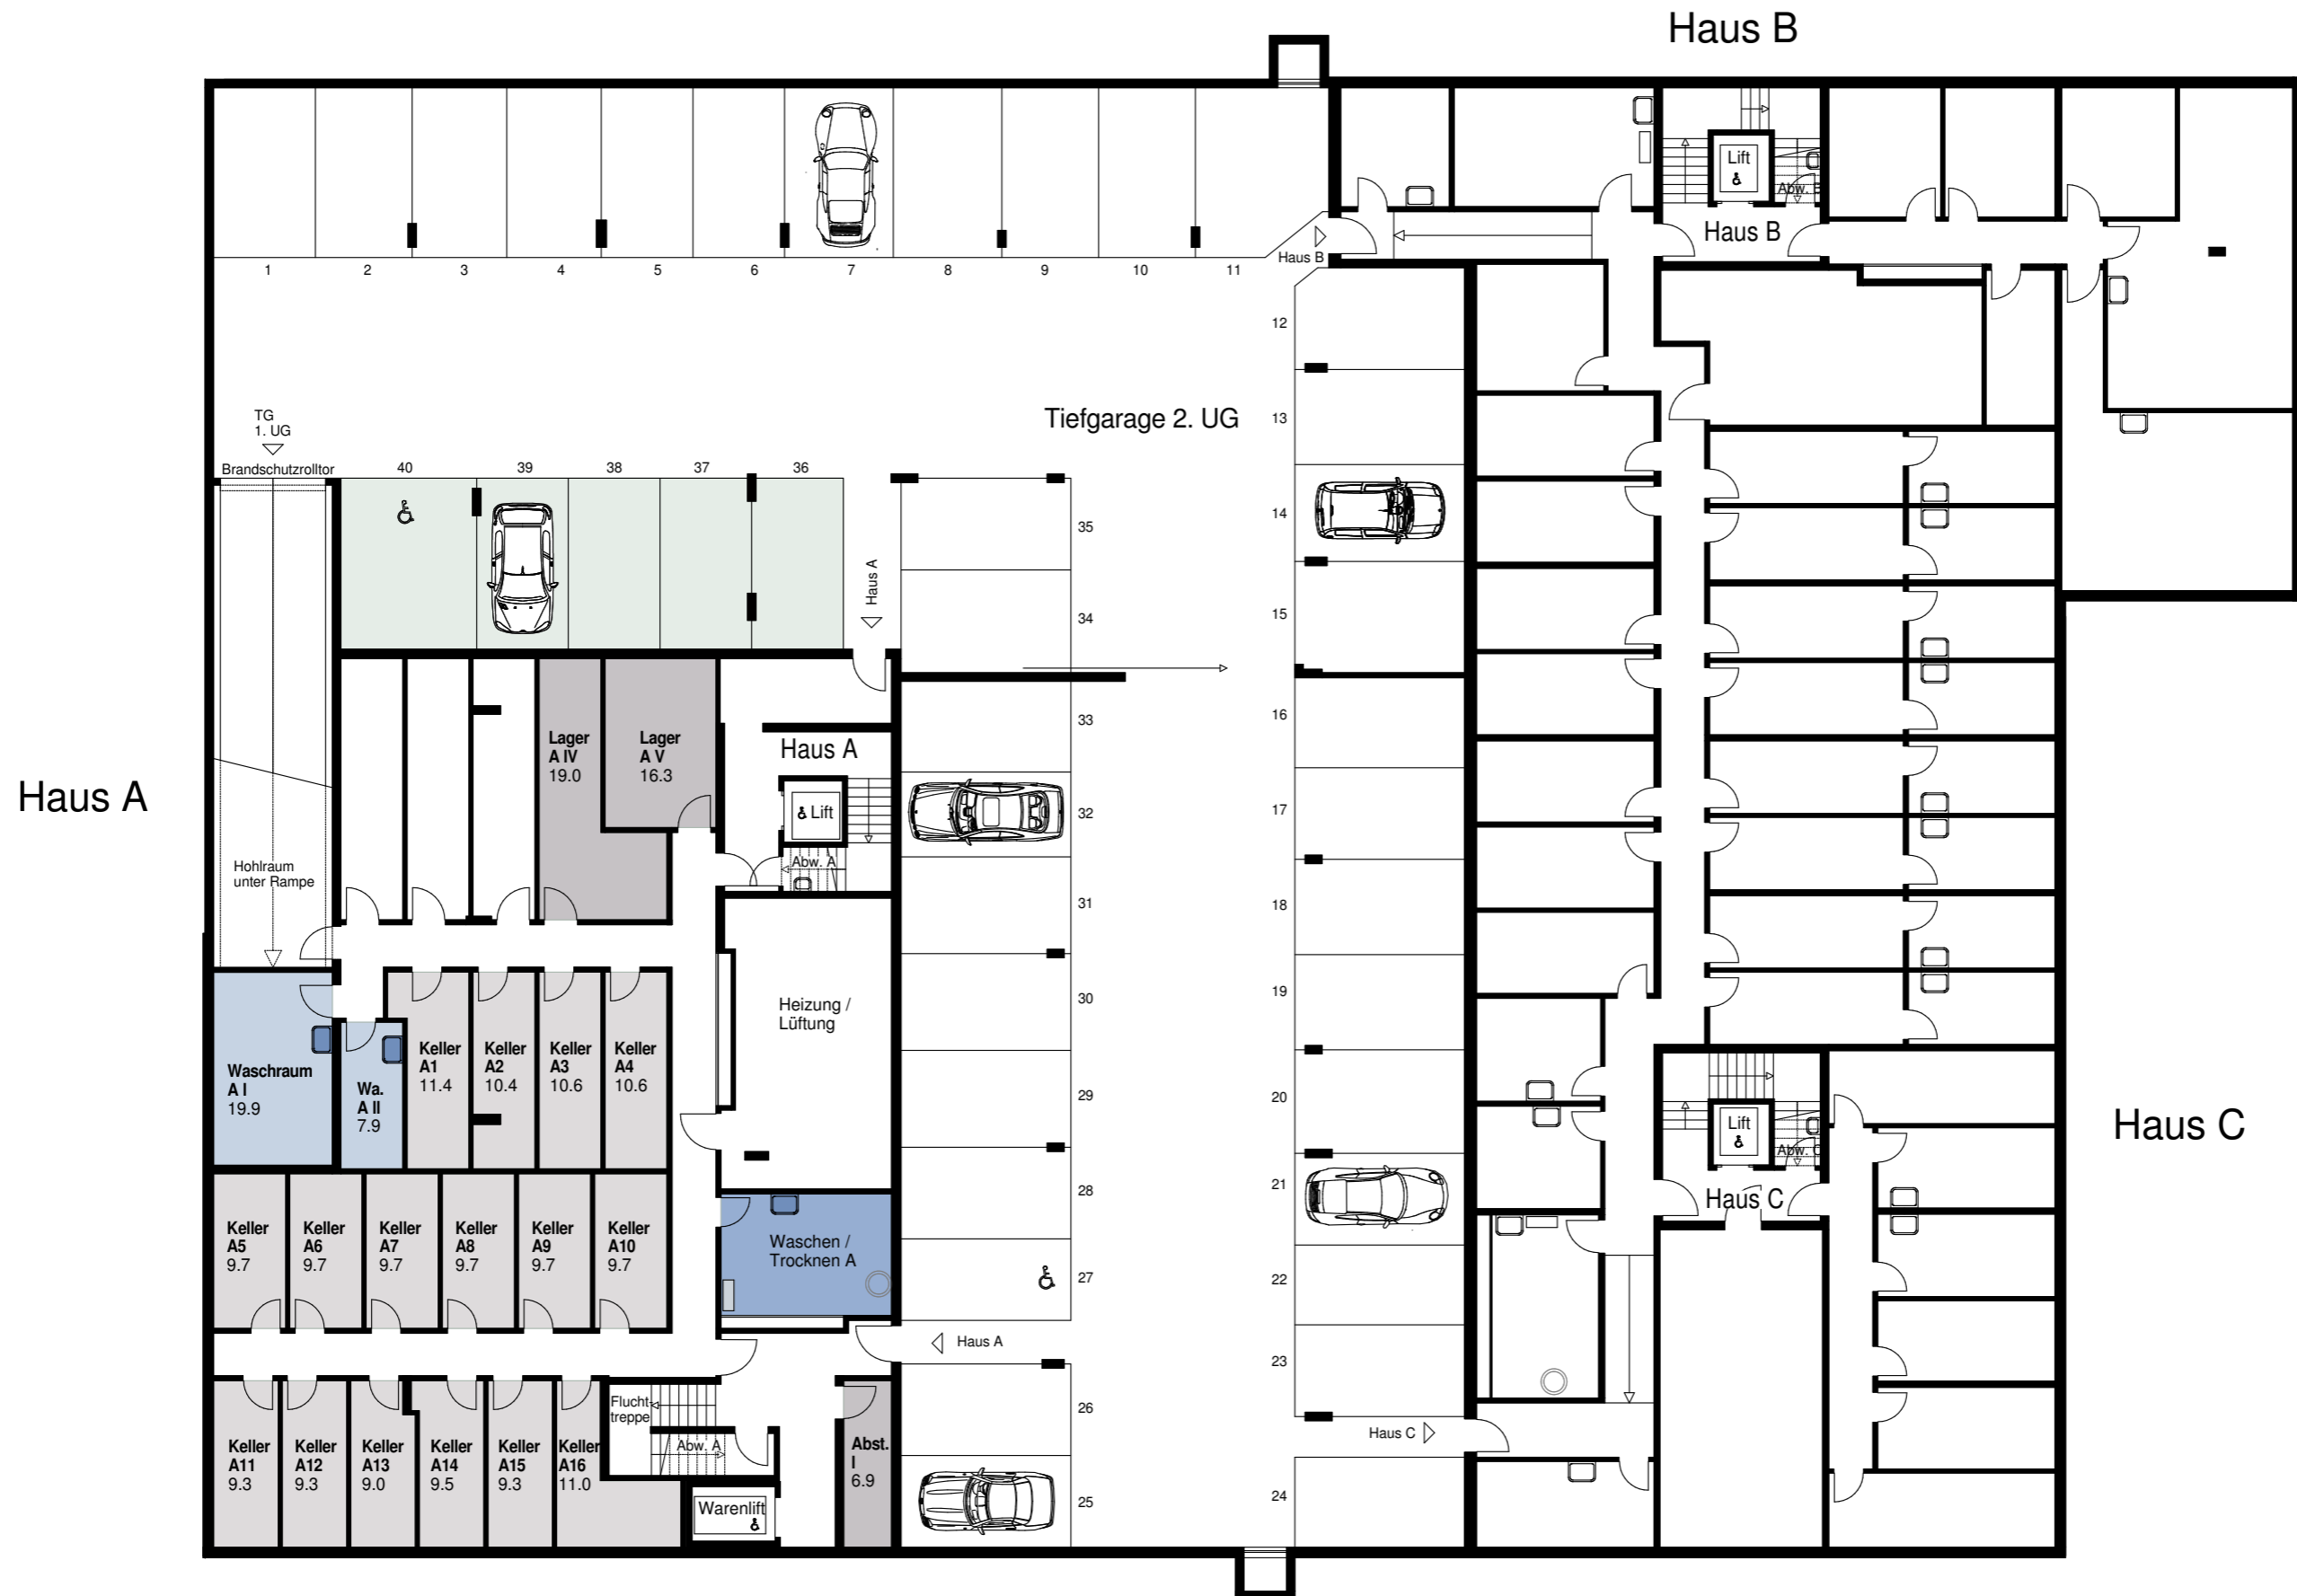 Haus B
Lift
Abw. B
Haus B
1
2
3
4
5
6
7
8
9
10
11
Haus B
12
13
14
15
16
17
18
19
20
21
22
23
24
TG
1. UG
Brandschutzrolltor
Tiefgarage 2. UG
40
39
38
37
36
35
34
33
32
31
30
29
28
27
26
25
Haus A
Haus A
Lager
A IV
19.0
Lager
A V
16.3
Haus A
Lift
Abw. A
Hohlraum
unter Rampe
Heizung /
Lüftung
Waschraum
A I
19.9
Wa.
A II
7.9
Keller
A1
11.4
Keller
A2
10.4
Keller
A3
10.6
Keller
A4
10.6
Keller
A5
9.7
Keller
A6
9.7
Keller
A7
9.7
Keller
A8
9.7
Keller
A9
9.7
Keller
A10
9.7
Waschen /
Trocknen A
Haus A
Keller
A11
9.3
Keller
A12
9.3
Keller
A13
9.0
Keller
A14
9.5
Keller
A15
9.3
Keller
A16
11.0
Flucht-
treppe
Abw. A
Warenlift
Abst.
I
6.9
Lift
Abw. C
Haus C
Haus C
Haus C